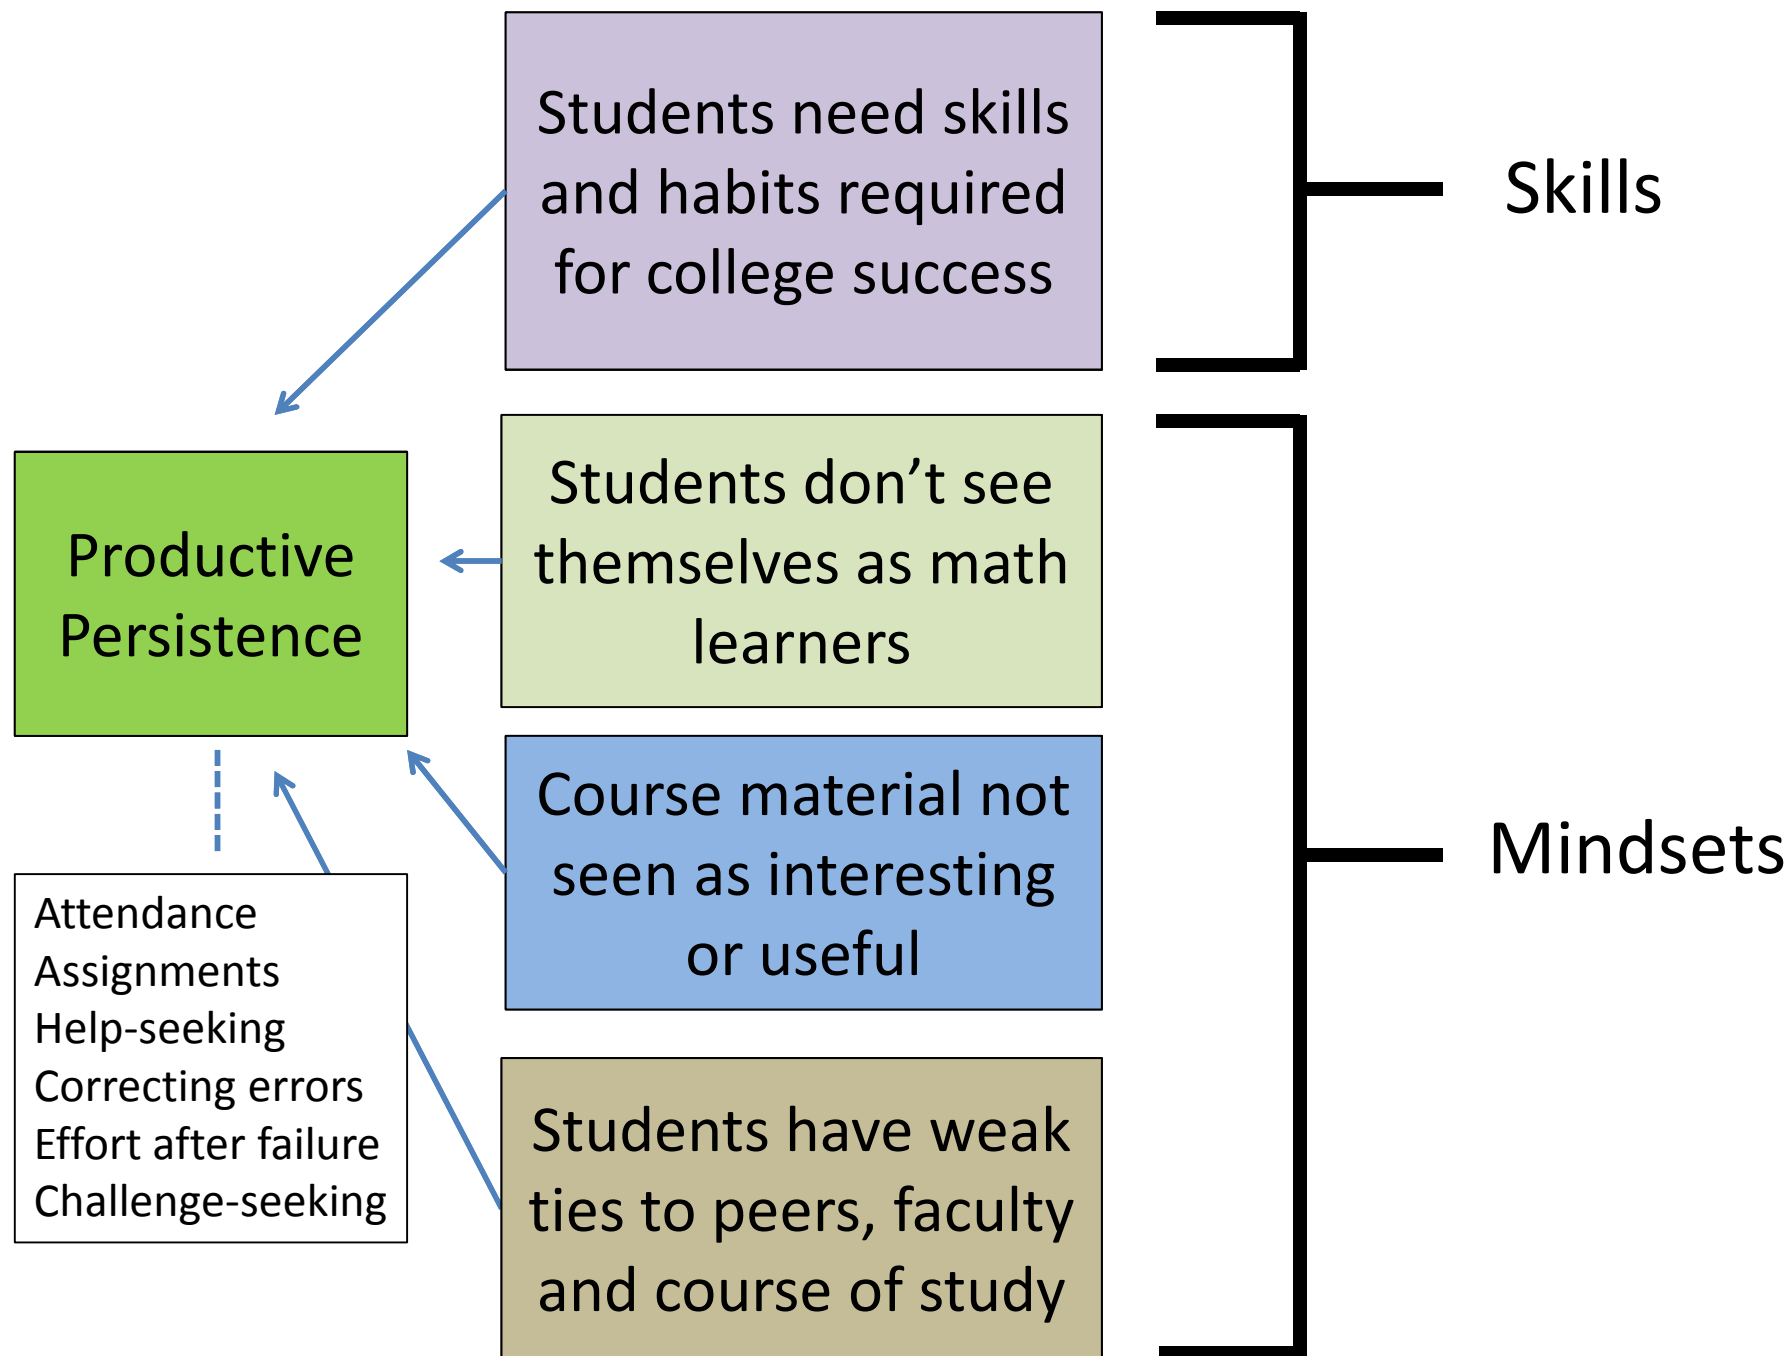 Students need skills
and habits required
for college success
Skills
Productive
Persistence
Students don’t see
themselves as math
learners
Course material not
seen as interesting
or useful
Mindsets
Attendance
Assignments
Help-seeking
Correcting errors
Effort after failure
Challenge-seeking
Students have weak
ties to peers, faculty
and course of study